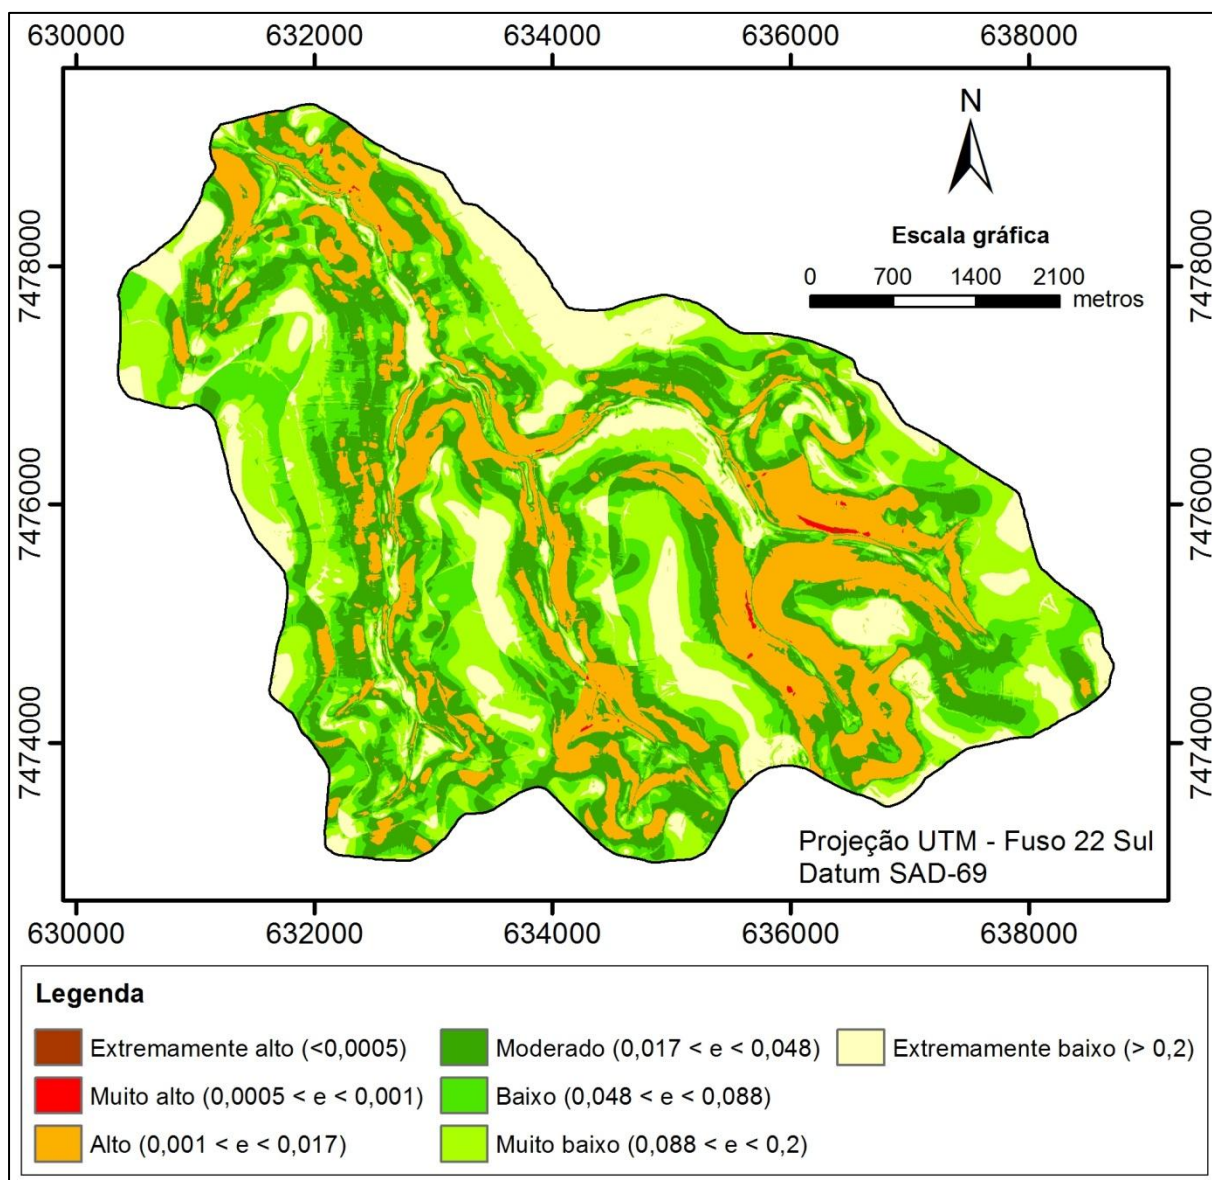 630000 632000 634000 636000 638000
N
Escala gráfica
0 700 1400 2100
metros
7478000 7478000
7476000 7476000
7474000 7474000
Projeção UTM - Fuso 22 Sul
Datum SAD-69
630000 632000 634000 636000 638000
Legenda
Extremamente alto (<0,0005)
Muito alto (0,0005 < e < 0,001)
Alto (0,001 < e < 0,017)
Moderado (0,017 < e < 0,048)
Baixo (0,048 < e < 0,088)
Muito baixo (0,088 < e < 0,2)
Extremamente baixo (> 0,2)